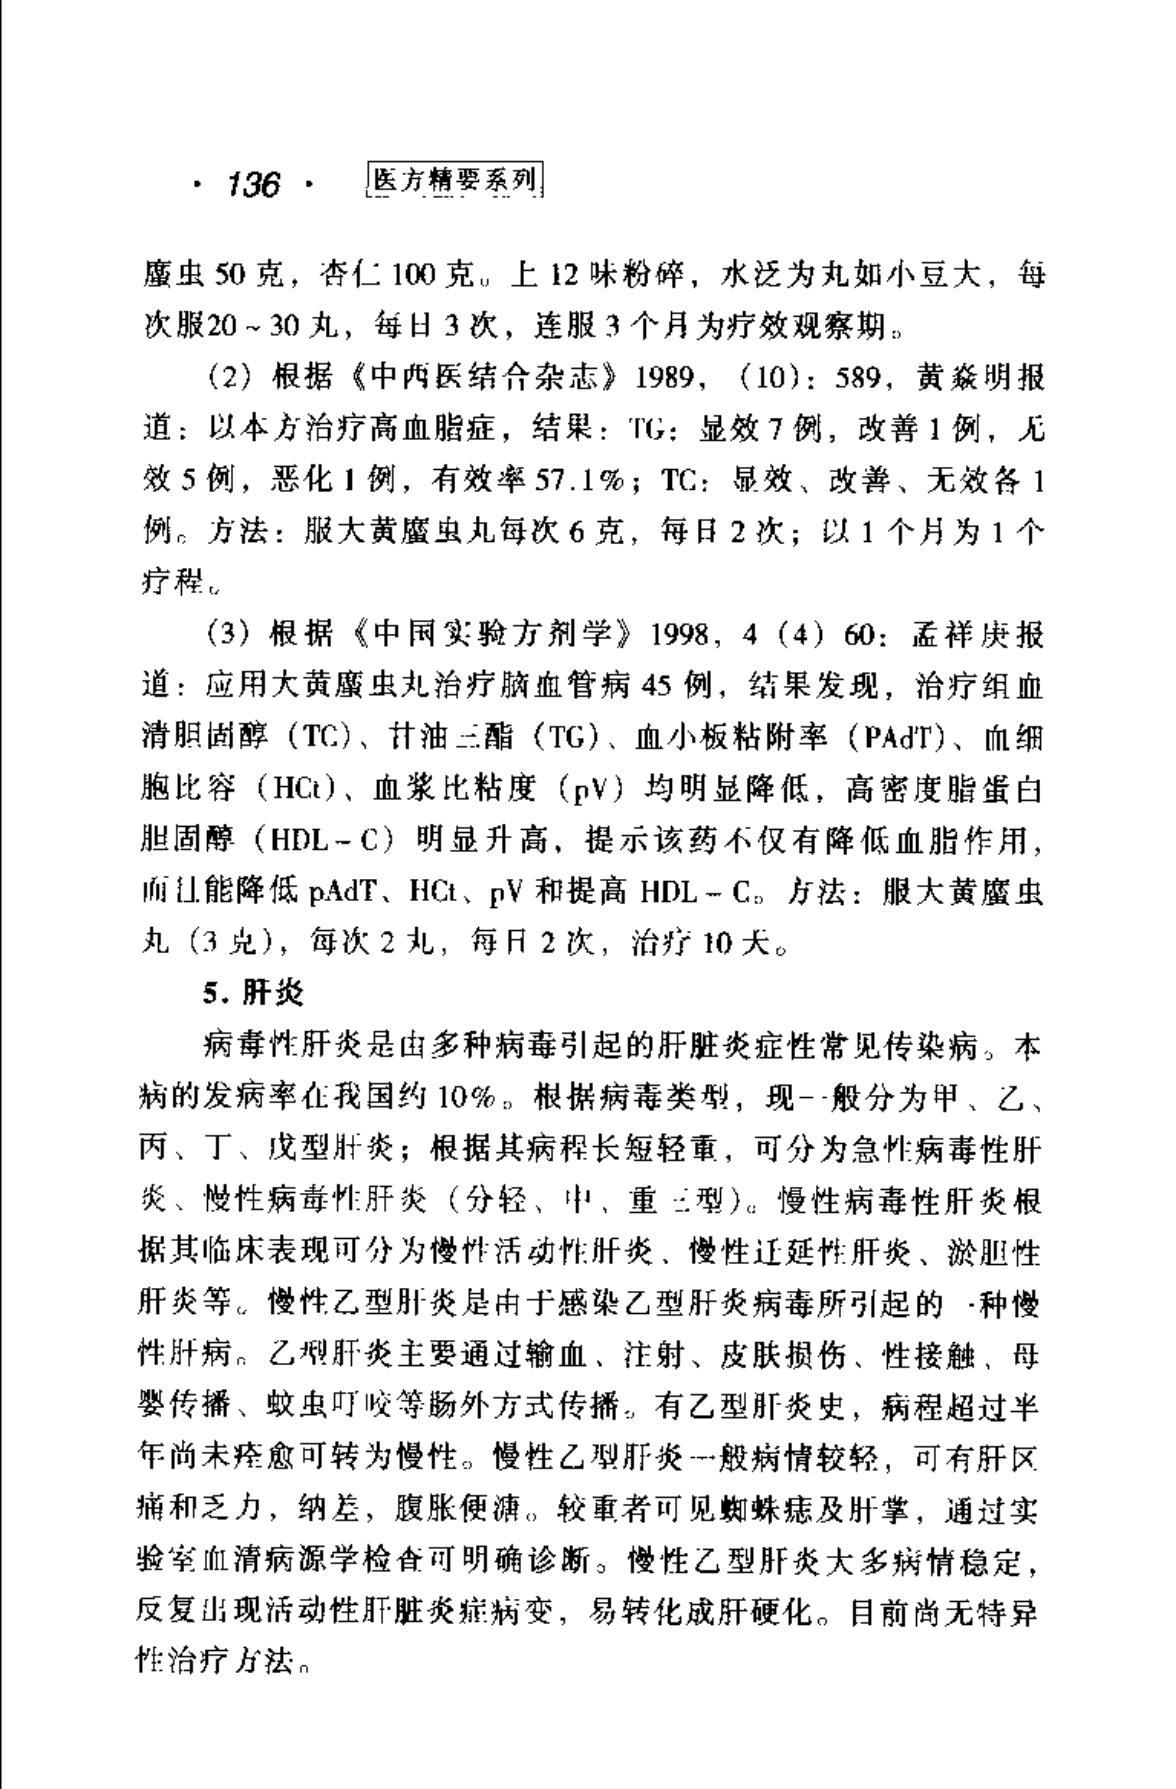 · 136 · 医方精要系列
䗪虫 50 克，杏仁 100 克。上 12 味粉碎，水泛为丸如小豆大，每
次服20~30 丸，每日 3 次，连服 3 个月为疗效观察期。
（2）根据《中西医结合杂志》1989，（10）：589，黄焱明报
道：以本方治疗高血脂症，结果：TG：显效 7 例，改善 1 例，无
效 5 例，恶化 1 例，有效率 57.1%；TC：显效、改善、无效各 1
例。方法：服大黄䗪虫丸每次 6 克，每日 2 次；以 1 个月为 1 个
疗程。
（3）根据《中国实验方剂学》1998，4（4）60：孟祥庚报
道：应用大黄䗪虫丸治疗脑血管病 45 例，结果发现，治疗组血
清胆固醇（TC）、甘油三酯（TG）、血小板粘附率（PAdT）、血细
胞比容（HCt）、血浆比粘度（pV）均明显降低，高密度脂蛋白
胆固醇（HDL－C）明显升高，提示该药不仅有降低血脂作用，
而且能降低 pAdT、HCt、pV 和提高 HDL－C。方法：服大黄䗪虫
丸（3 克），每次 2 丸，每日 2 次，治疗 10 天。
5. 肝炎
病毒性肝炎是由多种病毒引起的肝脏炎症性常见传染病。本
病的发病率在我国约 10%。根据病毒类型，现一般分为甲、乙、
丙、丁、戊型肝炎；根据其病程长短轻重，可分为急性病毒性肝
炎、慢性病毒性肝炎（分轻、中、重三型）。慢性病毒性肝炎根
据其临床表现可分为慢性活动性肝炎、慢性迁延性肝炎、淤胆性
肝炎等。慢性乙型肝炎是由于感染乙型肝炎病毒所引起的一种慢
性肝病。乙型肝炎主要通过输血、注射、皮肤损伤、性接触、母
婴传播、蚊虫叮咬等肠外方式传播。有乙型肝炎史，病程超过半
年尚未痊愈可转为慢性。慢性乙型肝炎一般病情较轻，可有肝区
痛和乏力，纳差，腹胀便溏。较重者可见蜘蛛痣及肝掌，通过实
验室血清病源学检查可明确诊断。慢性乙型肝炎大多病情稳定，
反复出现活动性肝脏炎症病变，易转化成肝硬化。目前尚无特异
性治疗方法。